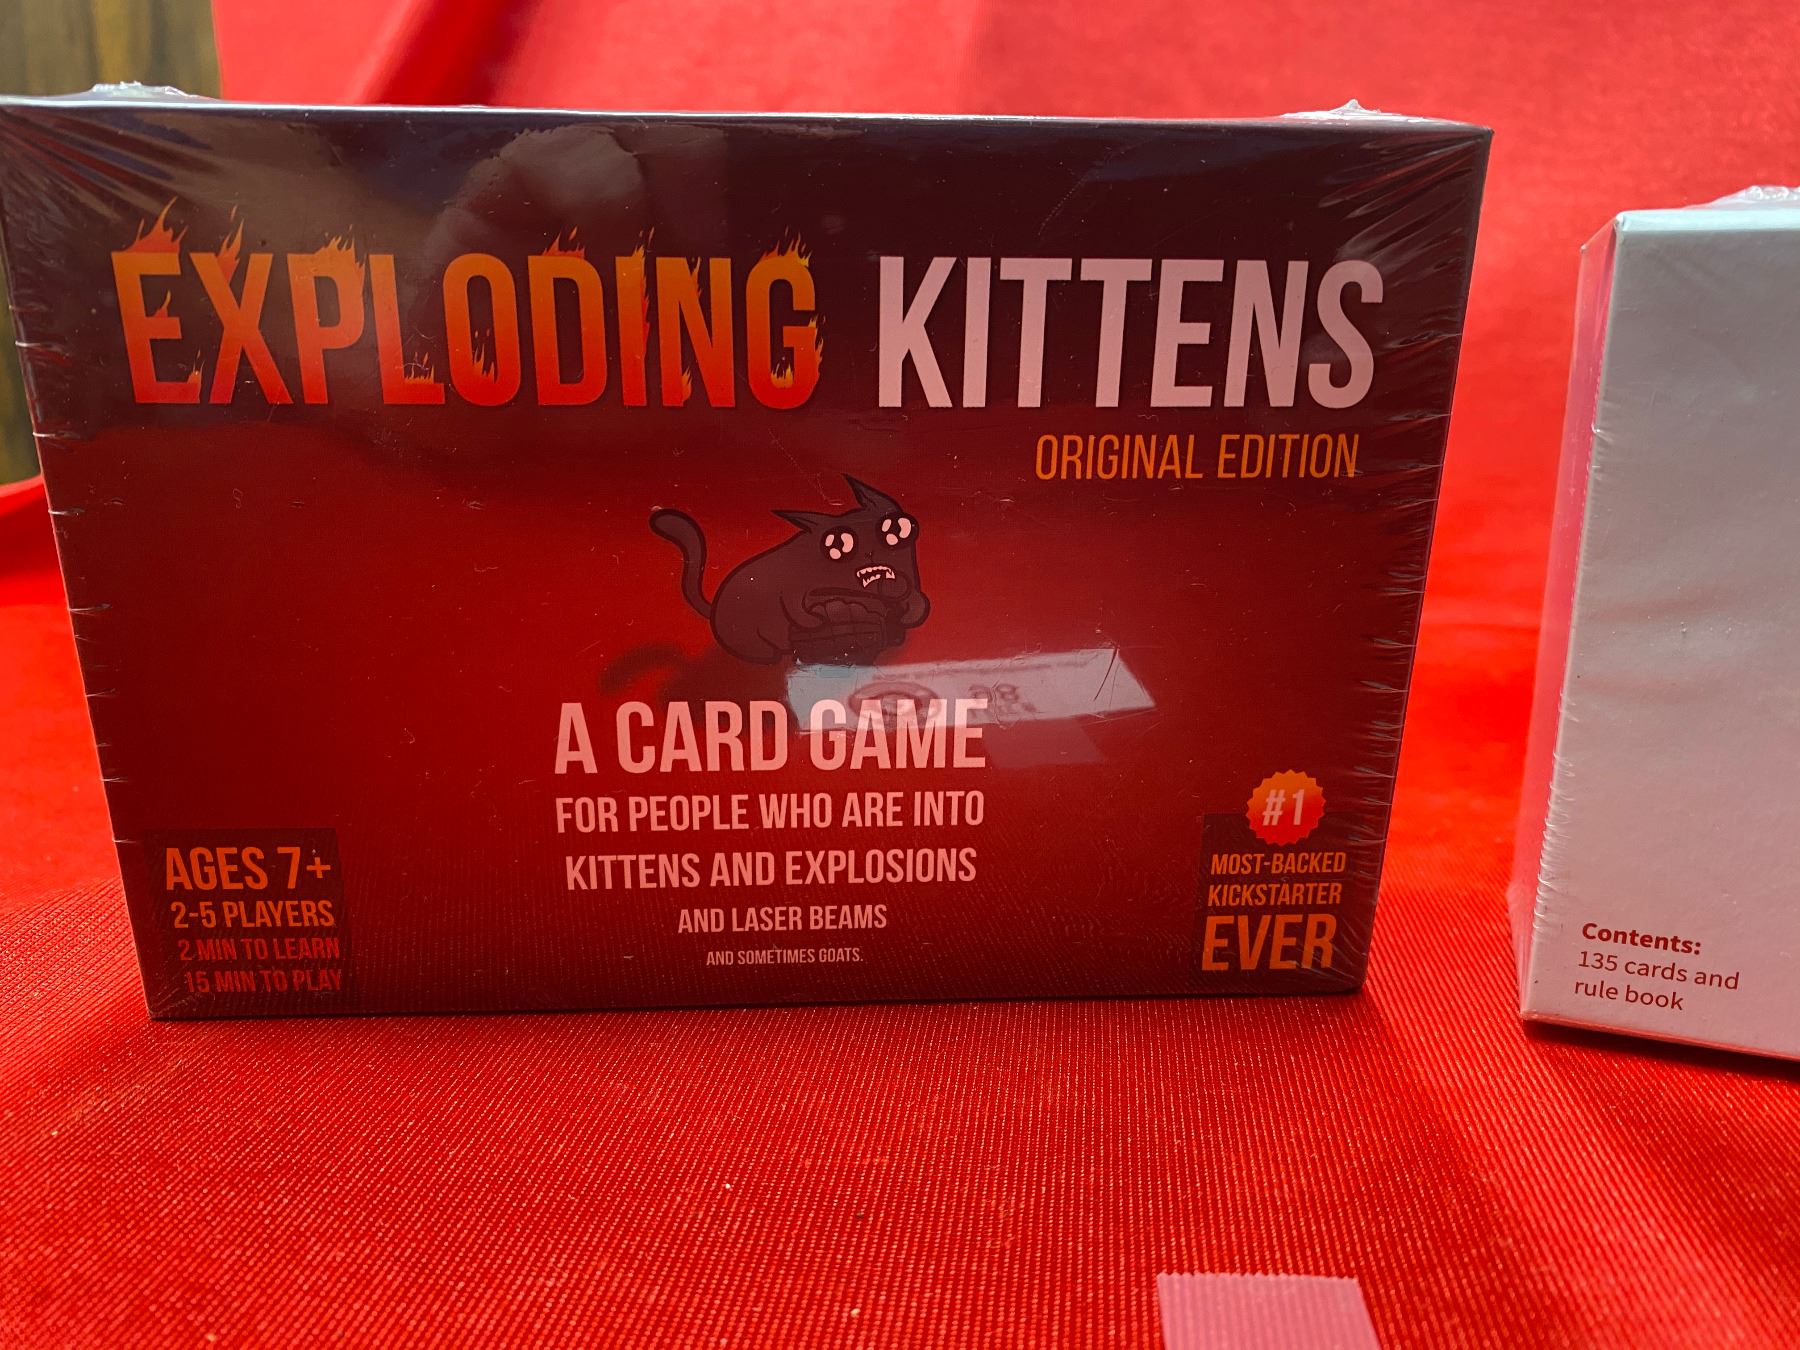 EXPLODING KITTENS
ORIGINAL EDITION
A CARD GAME
FOR PEOPLE WHO ARE INTO
KITTENS AND EXPLOSIONS
AND LASER BEAMS
AND SOMETIMES GOATS.
AGES 7+
2-5 PLAYERS
2 MIN TO LEARN
15 MIN TO PLAY
#1
MOST-BACKED
KICKSTARTER
EVER
Contents:
135 cards and
rule book